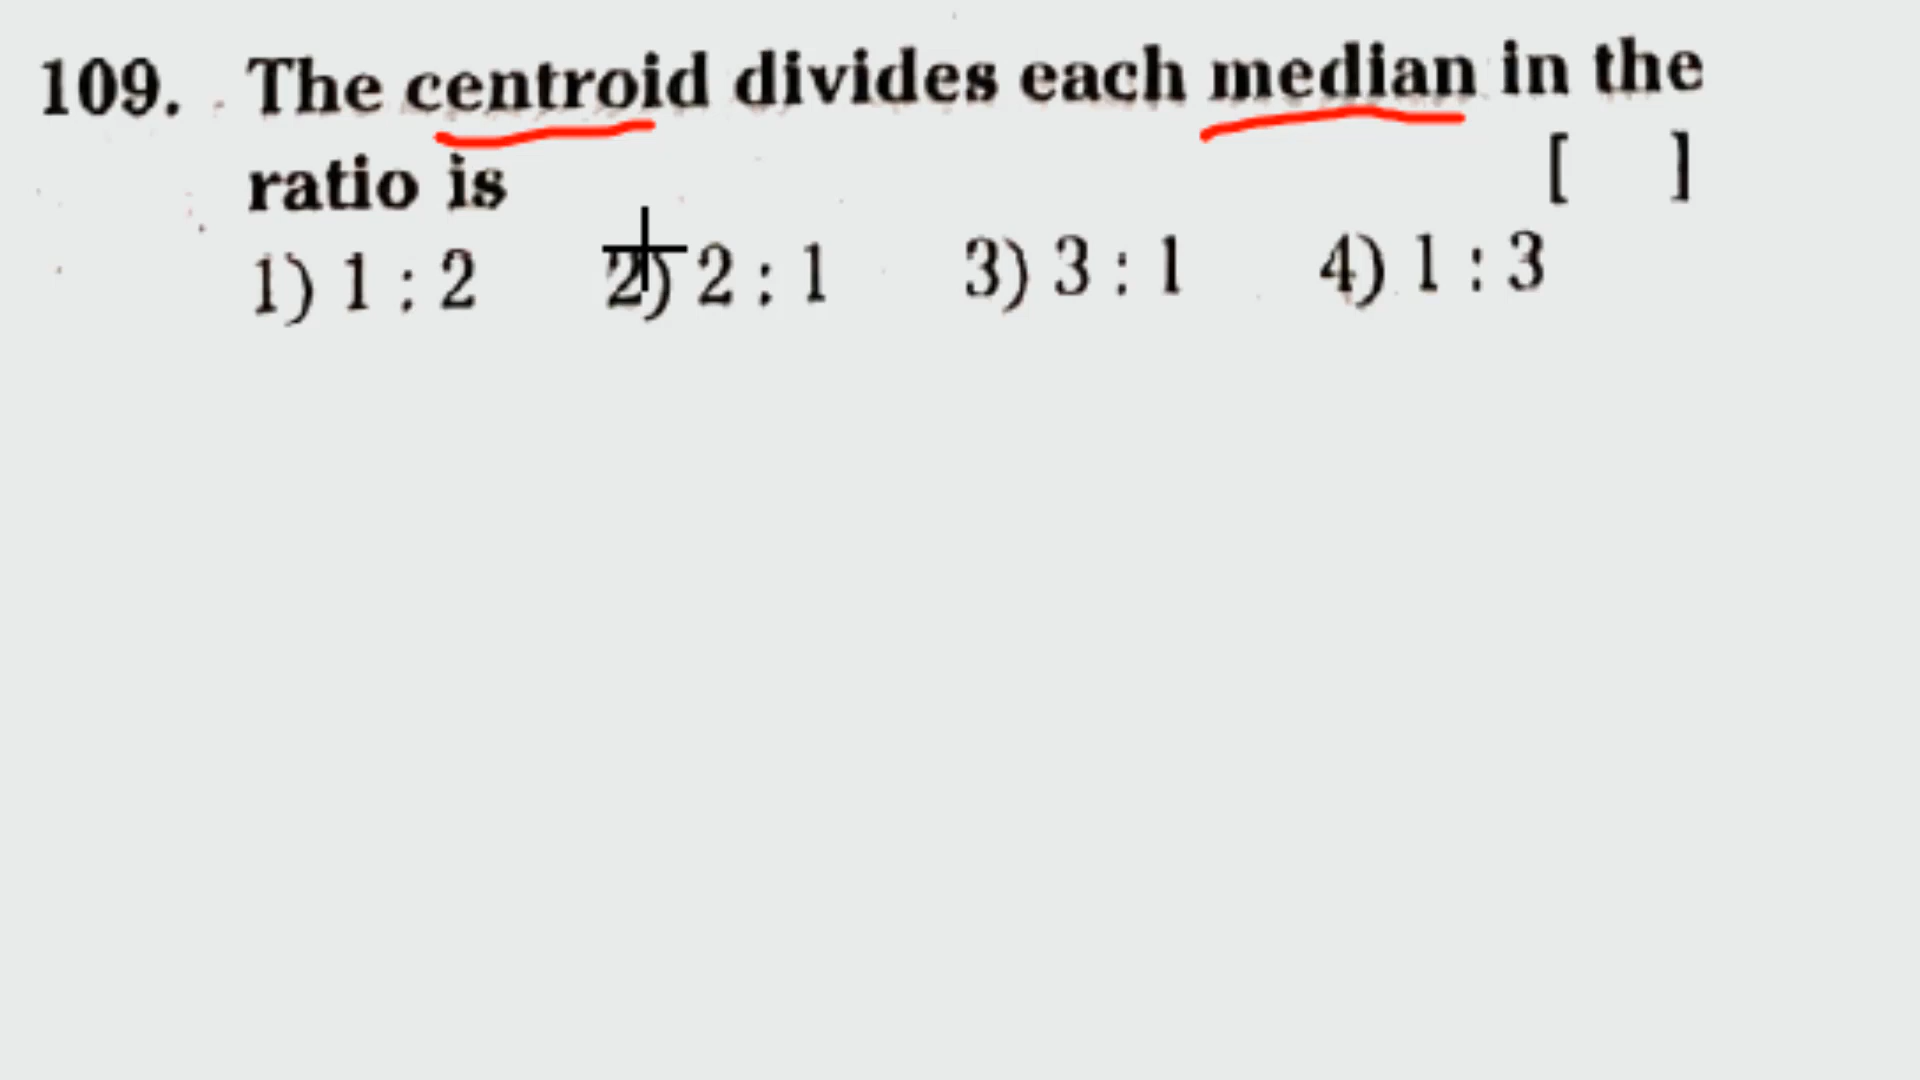 109. The centroid divides each median in the
ratio is [ ]
1) 1 : 2 2) 2 : 1 3) 3 : 1 4) 1 : 3